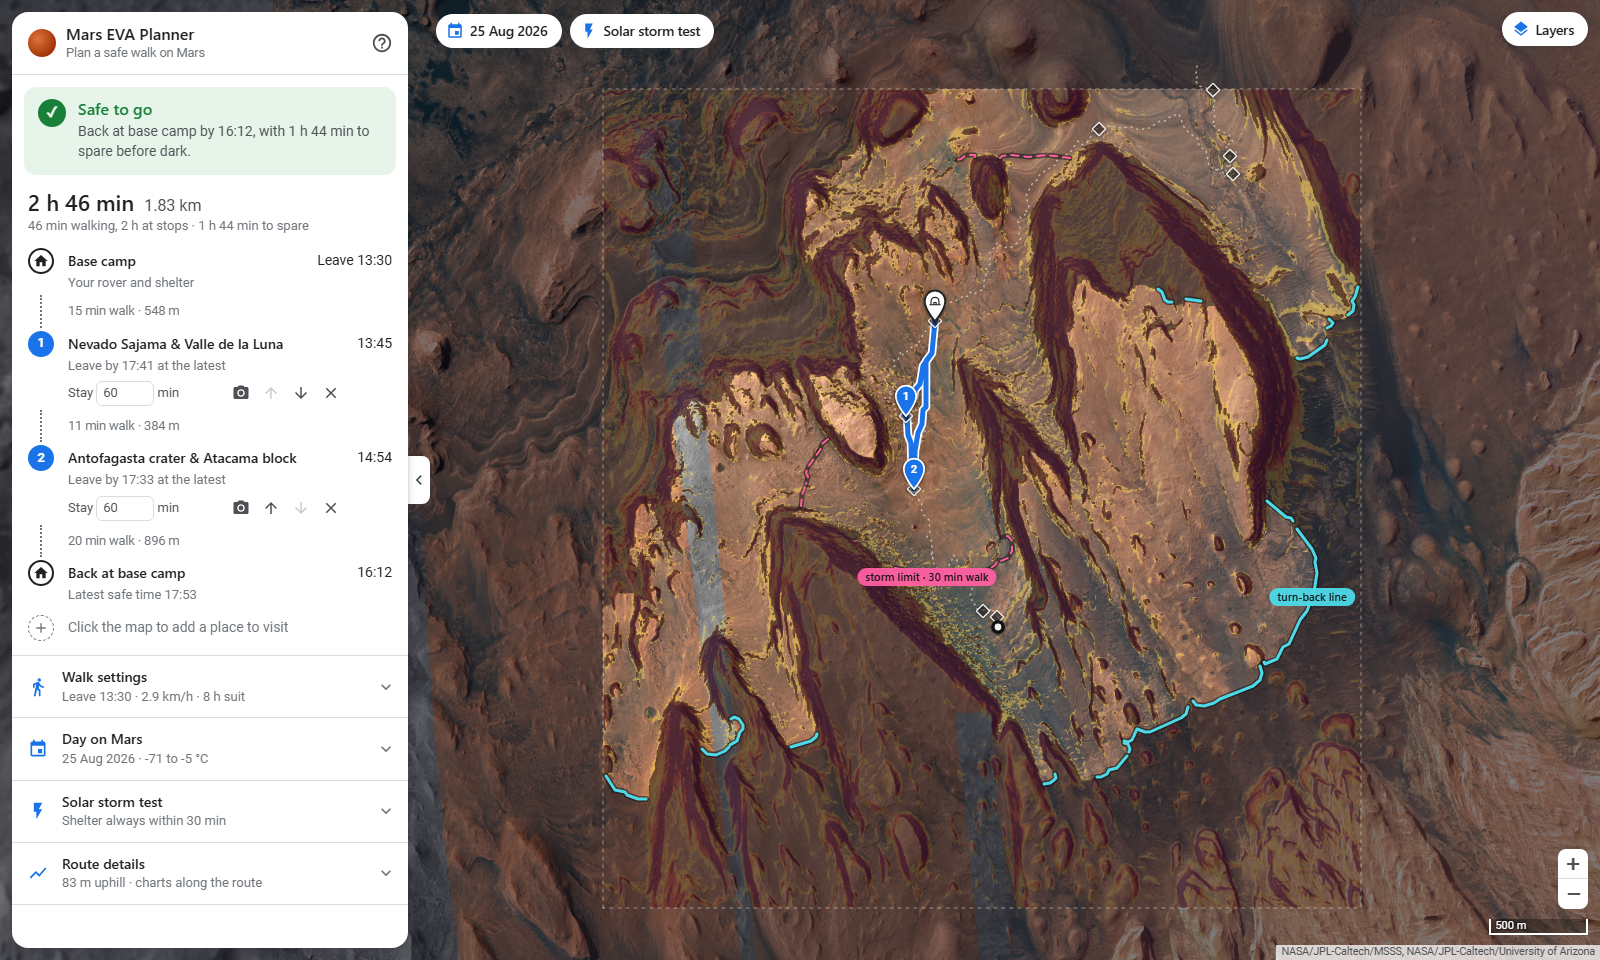 Mars EVA Planner
Plan a safe walk on Mars
Safe to go
Back at base camp by 16:12, with 1 h 44 min to
spare before dark.
2 h 46 min 1.83 km
46 min walking, 2 h at stops · 1 h 44 min to spare
Base camp Leave 13:30
Your rover and shelter
15 min walk · 548 m
1 Nevado Sajama & Valle de la Luna 13:45
Leave by 17:41 at the latest
Stay 60 min
11 min walk · 384 m
2 Antofagasta crater & Atacama block 14:54
Leave by 17:33 at the latest
Stay 60 min
20 min walk · 896 m
Back at base camp 16:12
Latest safe time 17:53
Click the map to add a place to visit
Walk settings
Leave 13:30 · 2.9 km/h · 8 h suit
Day on Mars
25 Aug 2026 · -71 to -5 °C
Solar storm test
Shelter always within 30 min
Route details
83 m uphill · charts along the route
25 Aug 2026
Solar storm test
Layers
1
2
storm limit · 30 min walk
turn-back line
+
−
500 m
NASA/JPL-Caltech/MSSS, NASA/JPL-Caltech/University of Arizona